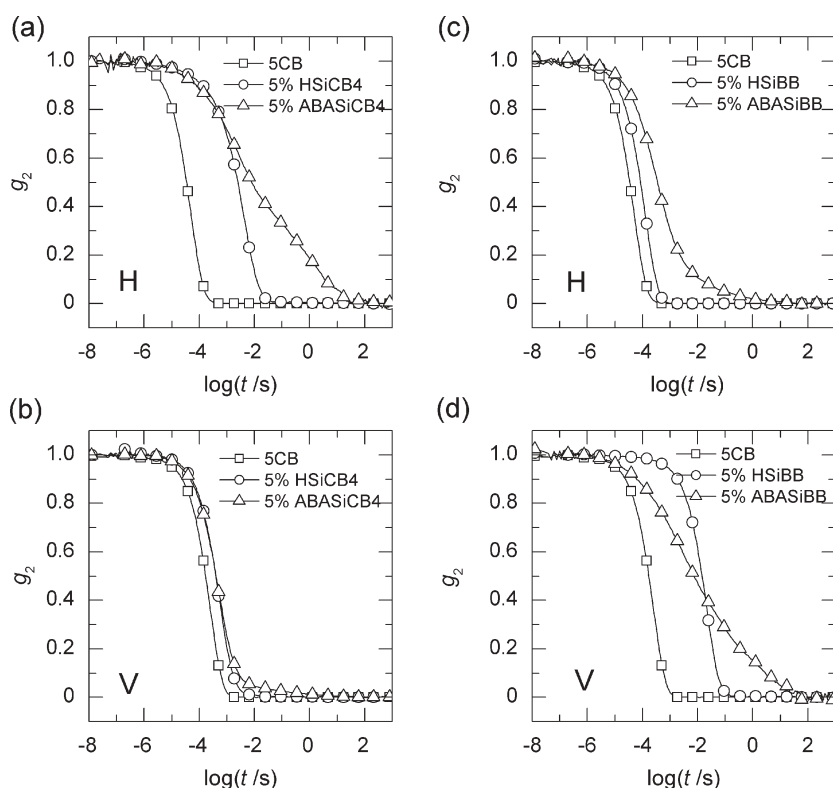 (a)
1.0
0.8
0.6
0.4
0.2
0
g2
5CB
5% HSiCB4
5% ABASiCB4
H
-8 -6 -4 -2 0 2
log(t /s)
(c)
1.0
0.8
0.6
0.4
0.2
0
g2
5CB
5% HSiBB
5% ABASiBB
H
-8 -6 -4 -2 0 2
log(t /s)
(b)
1.0
0.8
0.6
0.4
0.2
0
g2
5CB
5% HSiCB4
5% ABASiCB4
V
-8 -6 -4 -2 0 2
log(t /s)
(d)
1.0
0.8
0.6
0.4
0.2
0
g2
5CB
5% HSiBB
5% ABASiBB
V
-8 -6 -4 -2 0 2
log(t /s)